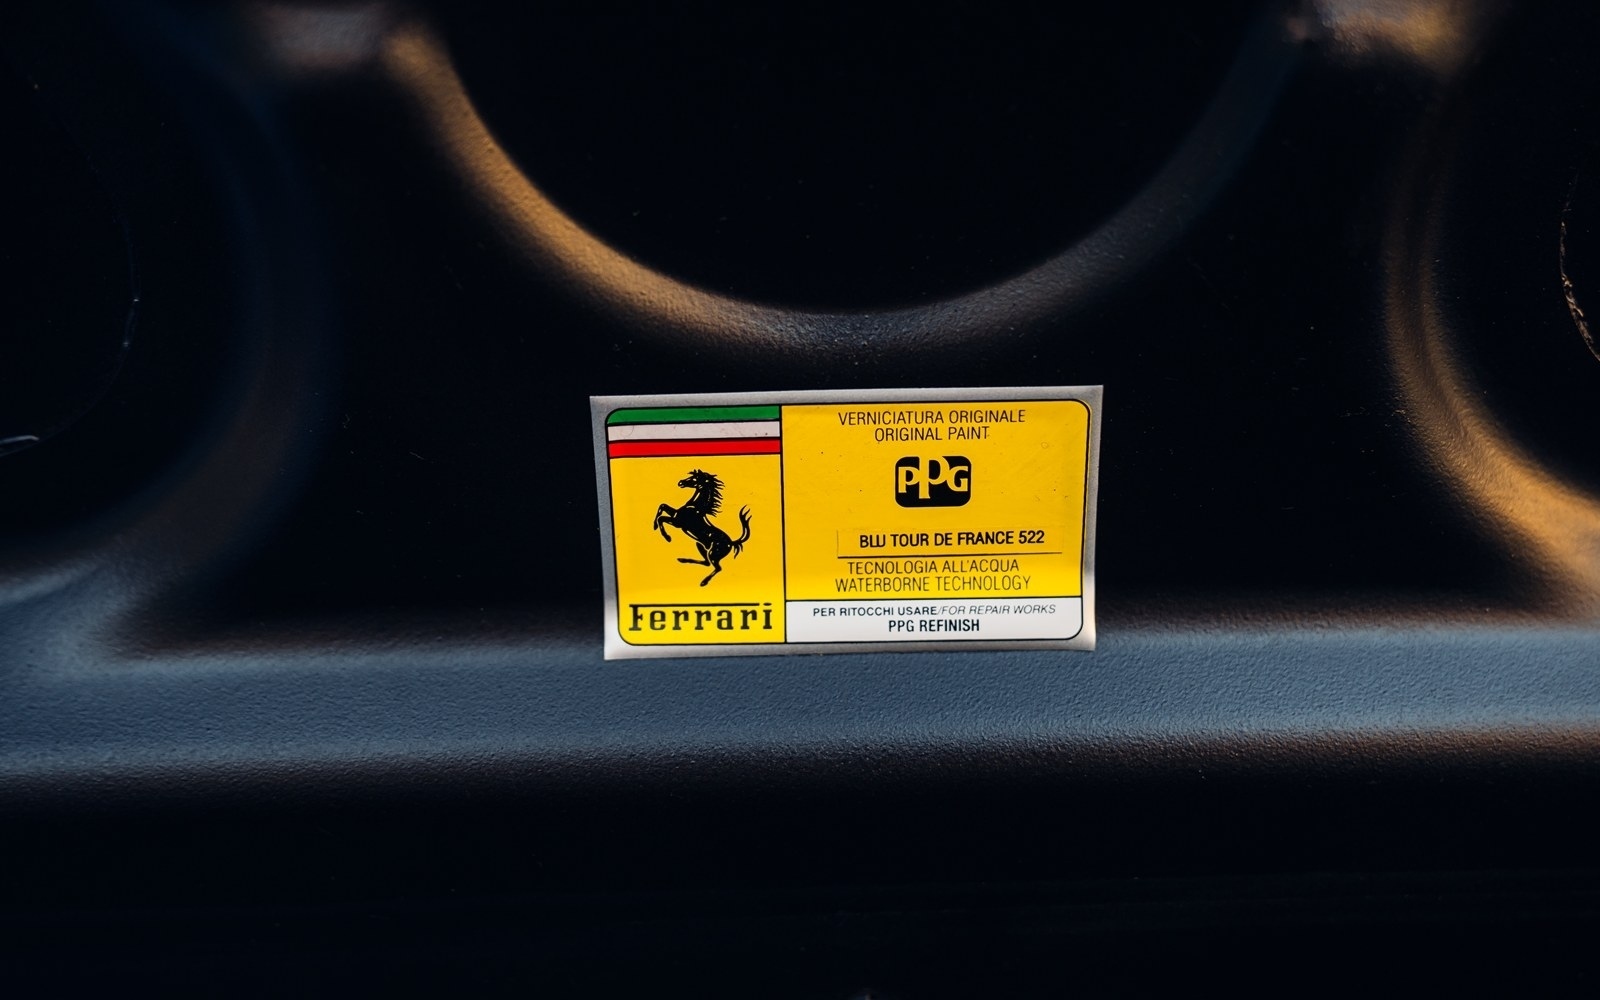 Ferrari
VERNICIATURA ORIGINALE
ORIGINAL PAINT
PPG
BLU TOUR DE FRANCE 522
TECNOLOGIA ALL'ACQUA
WATERBORNE TECHNOLOGY
PER RITOCCHI USARE/FOR REPAIR WORKS
PPG REFINISH